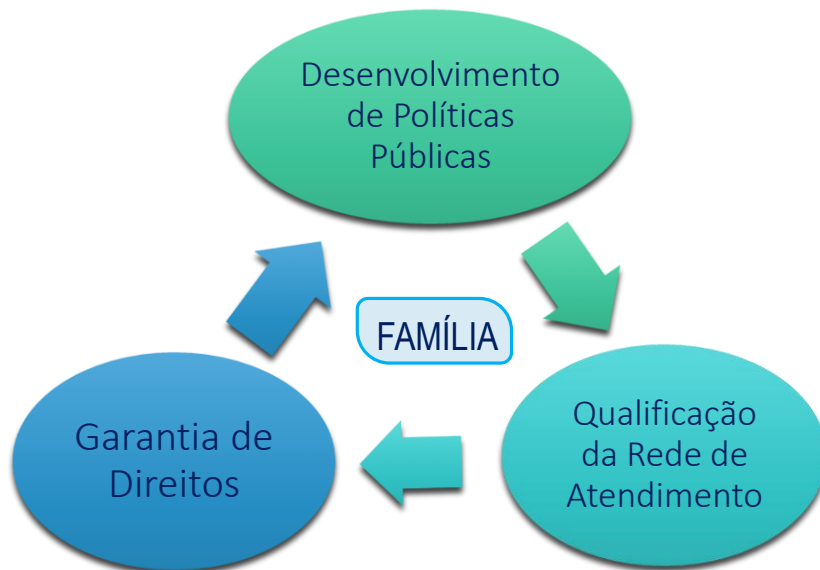 Desenvolvimento
de Políticas
Públicas
FAMÍLIA
Garantia de
Direitos
Qualificação
da Rede de
Atendimento